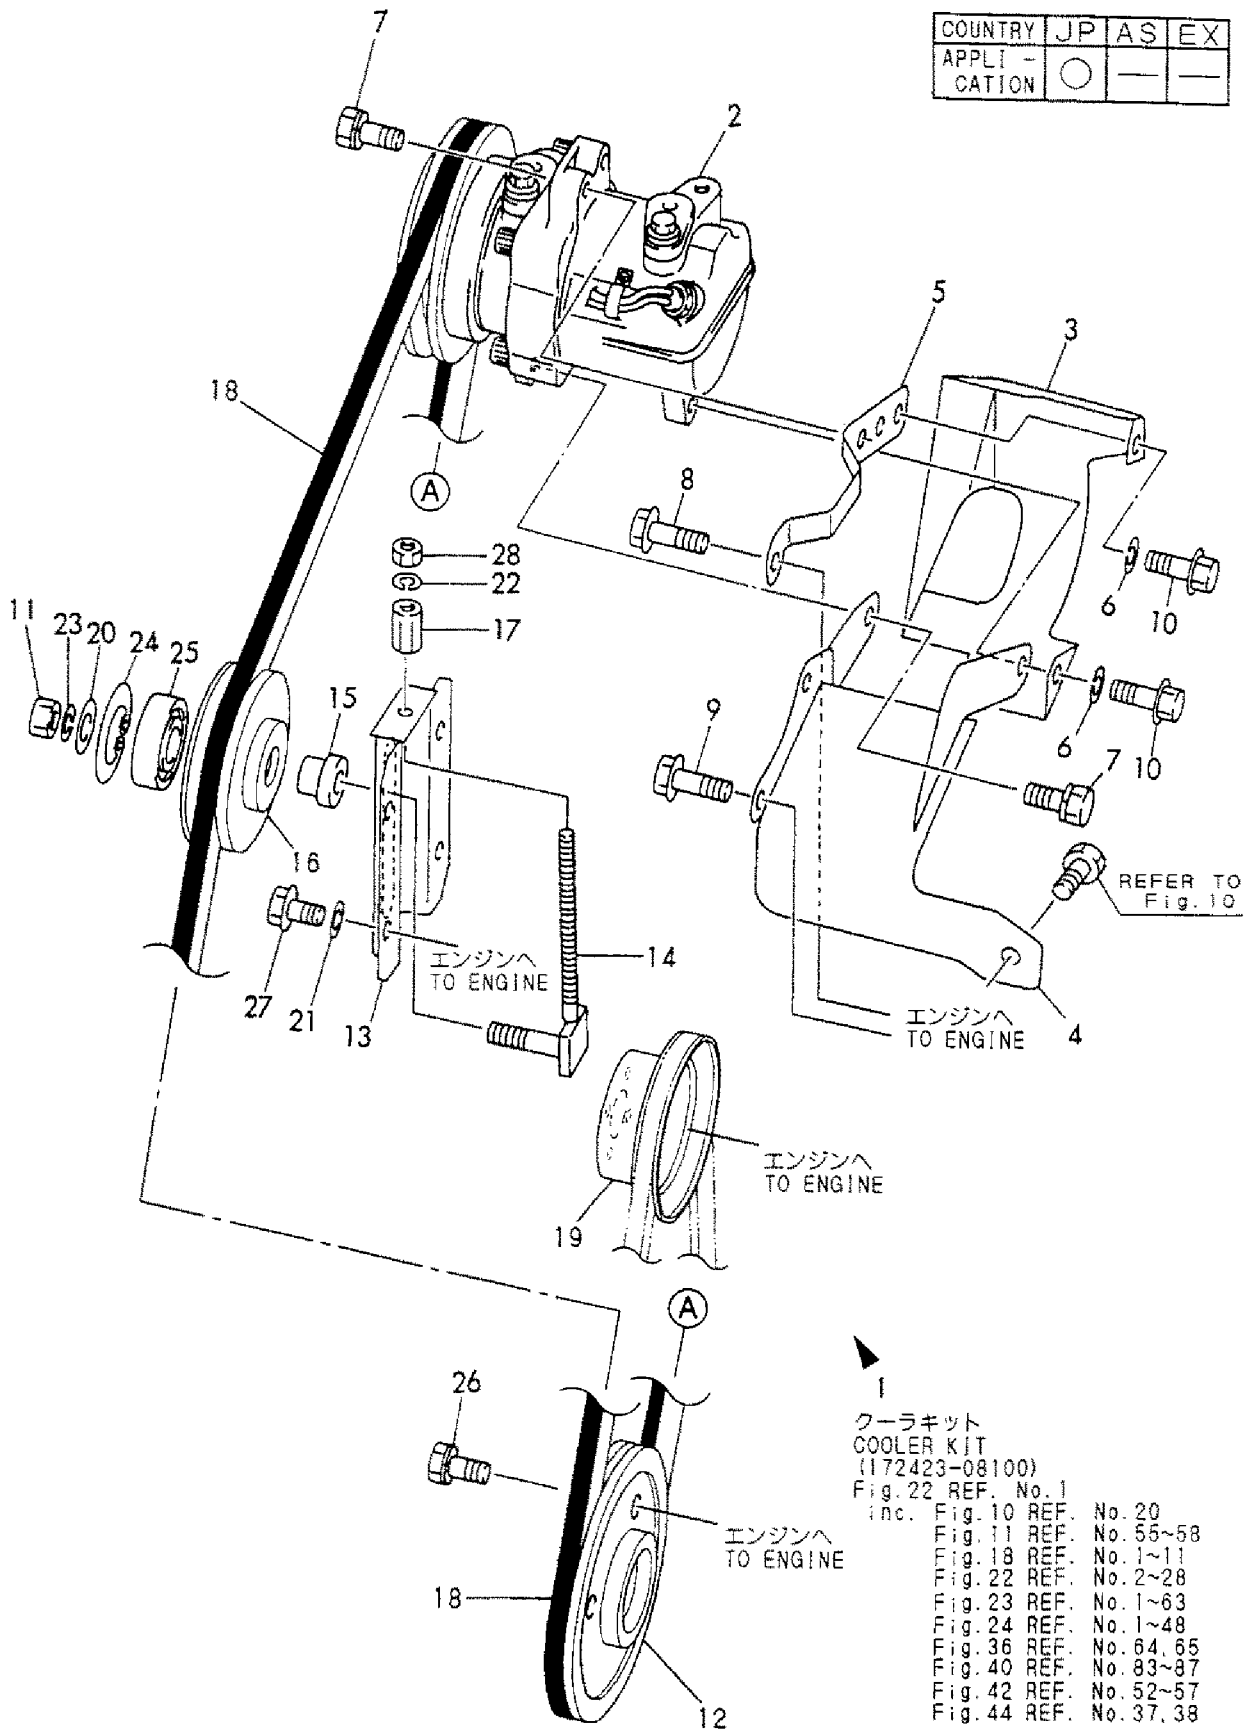 7
COUNTRY JP AS EX
APPLI-
CATION ○ — —
2
5
3
18
A
8
28
22
17
6
10
11 23 20 24 25
15
9
6
7 10
16
REFER TO
Fig.10
エンジンへ
TO ENGINE
14
27 21 13
エンジンへ
TO ENGINE
4
エンジンへ
TO ENGINE
19
A
26
1
クーラキット
COOLER KIT
(172423-08100)
Fig.22 REF. No.1
inc. Fig.10 REF. No.20
Fig.11 REF. No.55~58
Fig.18 REF. No.1~11
Fig.22 REF. No.2~28
Fig.23 REF. No.1~63
Fig.24 REF. No.1~48
Fig.36 REF. No.64,65
Fig.40 REF. No.83~87
Fig.42 REF. No.52~57
Fig.44 REF. No.37,38
エンジンへ
TO ENGINE
18
12